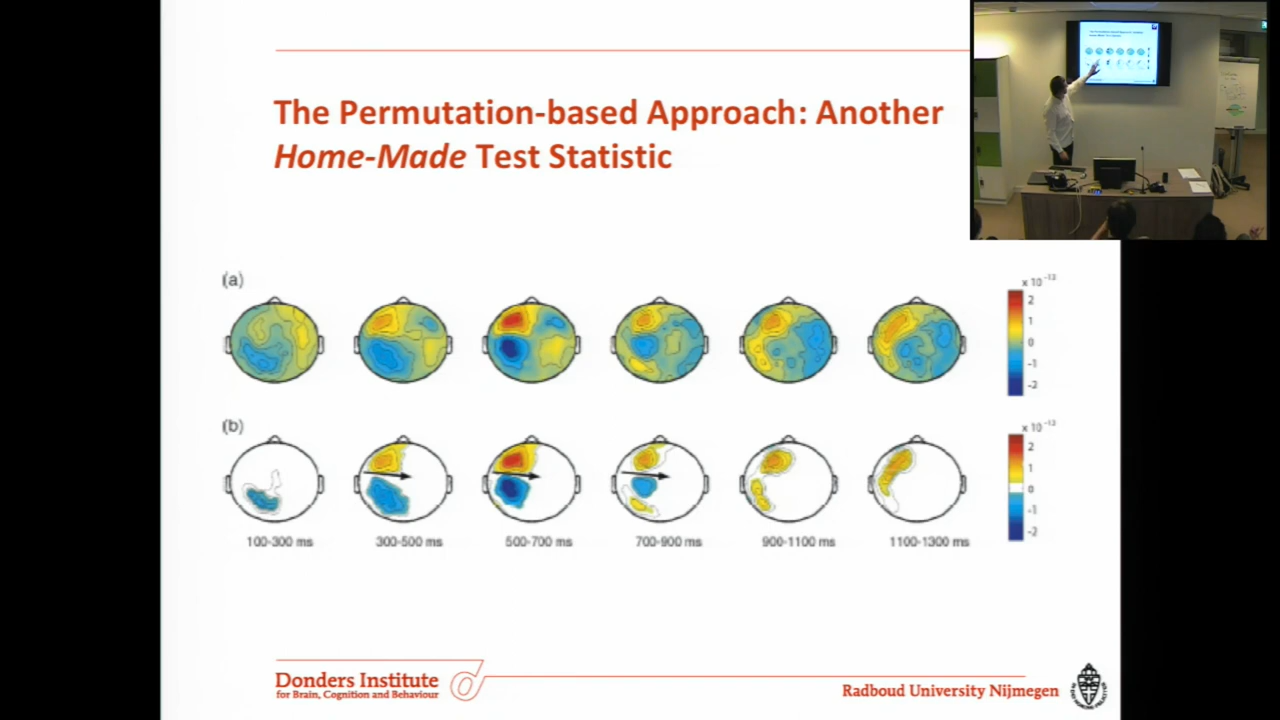 The Permutation-based Approach: Another
Home-Made Test Statistic
(a)
x 10⁻¹³
2
1
0
-1
-2
(b)
x 10⁻¹³
2
1
0
-1
-2
100-300 ms
300-500 ms
500-700 ms
700-900 ms
900-1100 ms
1100-1300 ms
Donders Institute
for Brain, Cognition and Behaviour
Radboud University Nijmegen